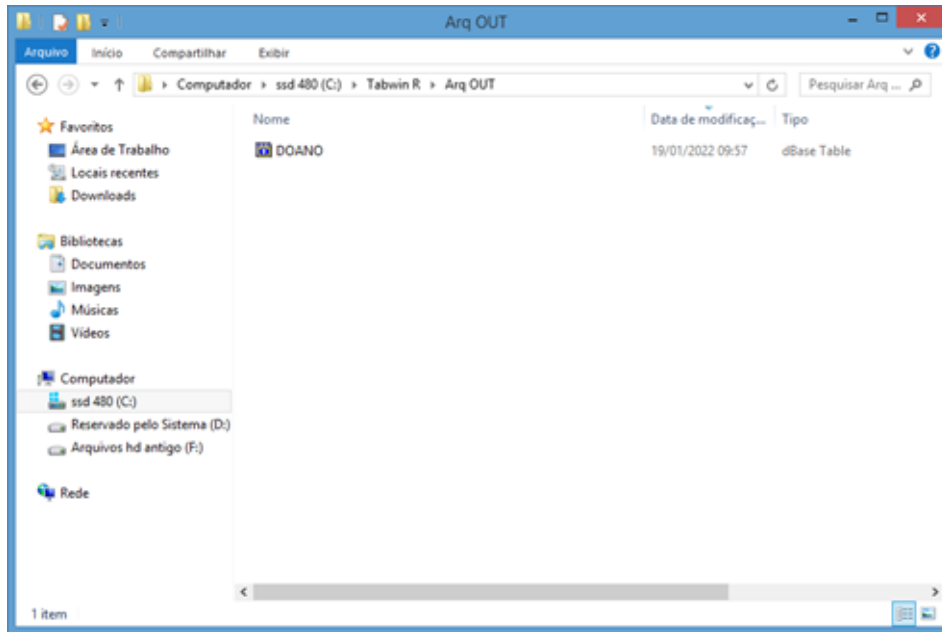 Arq OUT
Arquivo Início Compartilhar Exibir
Computador ssd 480 (C:) Tabwin R Arq OUT Pesquisar Arq ...
Favoritos
Área de Trabalho
Locais recentes
Downloads
Bibliotecas
Documentos
Imagens
Músicas
Vídeos
Computador
ssd 480 (C:)
Reservado pelo Sistema (D:)
Arquivos hd antigo (F:)
Rede
Nome Data de modificaç... Tipo
DOANO 19/01/2022 09:57 dBase Table
1 item